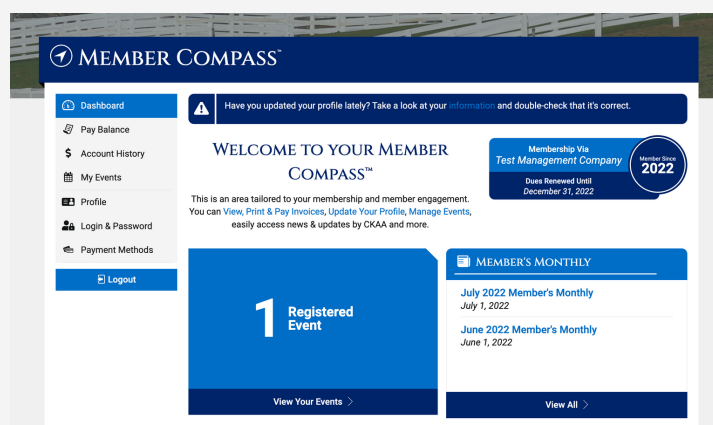 MEMBER COMPASS™
Dashboard
Pay Balance
Account History
My Events
Profile
Login & Password
Payment Methods
Logout
Have you updated your profile lately? Take a look at your information and double-check that it's correct.
WELCOME TO YOUR MEMBER
COMPASS™
This is an area tailored to your membership and member engagement.
You can View, Print & Pay Invoices, Update Your Profile, Manage Events,
easily access news & updates by CKAA and more.
Membership Via
Test Management Company
Dues Renewed Until
December 31, 2022
Member Since
2022
1 Registered
Event
View Your Events >
MEMBER'S MONTHLY
July 2022 Member's Monthly
July 1, 2022
June 2022 Member's Monthly
June 1, 2022
View All >